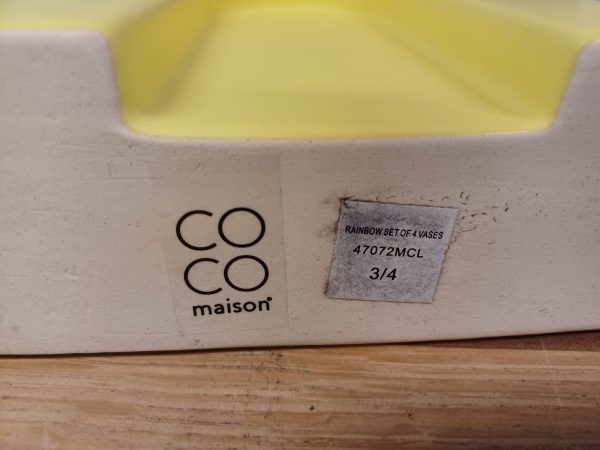 CO
CO
maison
RAINBOW SET OF 4 VASES
47072MCL
3/4